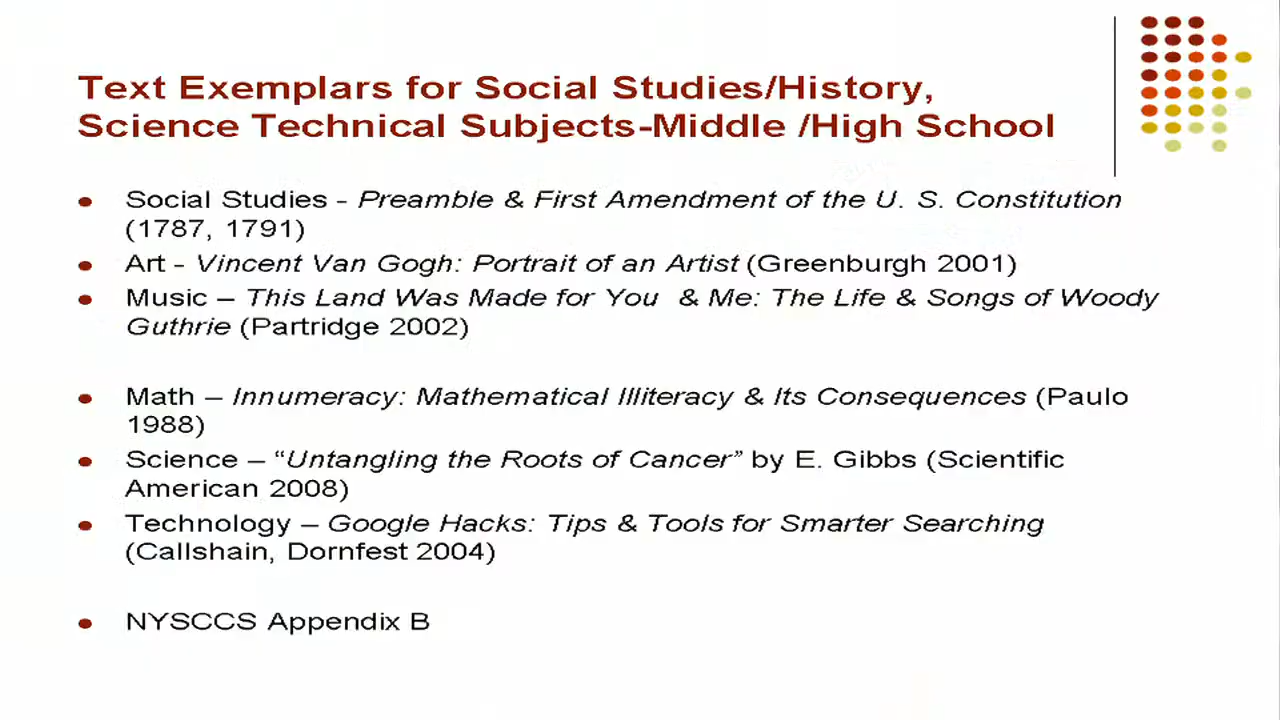 Text Exemplars for Social Studies/History,
Science Technical Subjects-Middle /High School
Social Studies - Preamble & First Amendment of the U. S. Constitution
(1787, 1791)
Art - Vincent Van Gogh: Portrait of an Artist (Greenburgh 2001)
Music – This Land Was Made for You & Me: The Life & Songs of Woody
Guthrie (Partridge 2002)
Math – Innumeracy: Mathematical Illiteracy & Its Consequences (Paulo
1988)
Science – “Untangling the Roots of Cancer” by E. Gibbs (Scientific
American 2008)
Technology – Google Hacks: Tips & Tools for Smarter Searching
(Callshain, Dornfest 2004)
NYSCCS Appendix B